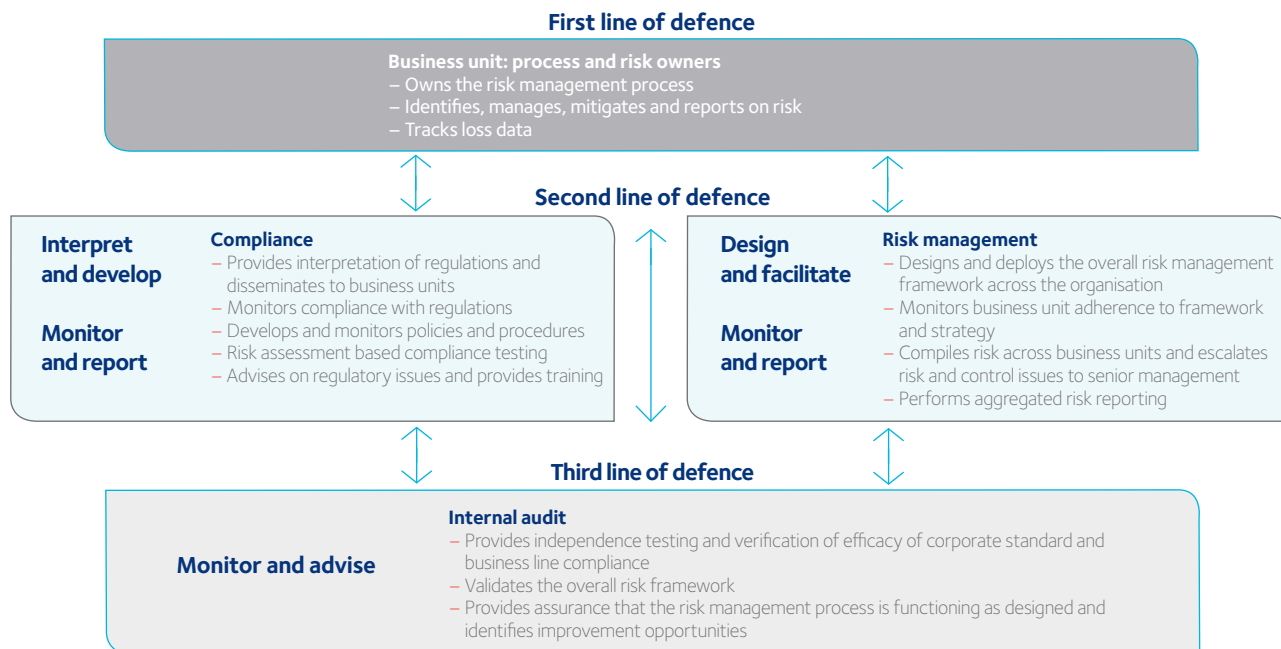 First line of defence
Business unit: process and risk owners
– Owns the risk management process
– Identifies, manages, mitigates and reports on risk
– Tracks loss data
Second line of defence
Interpret
and develop
Monitor
and report
Compliance
– Provides interpretation of regulations and
disseminates to business units
– Monitors compliance with regulations
– Develops and monitors policies and procedures
– Risk assessment based compliance testing
– Advises on regulatory issues and provides training
Design
and facilitate
Monitor
and report
Risk management
– Designs and deploys the overall risk management
framework across the organisation
– Monitors business unit adherence to framework
and strategy
– Compiles risk across business units and escalates
risk and control issues to senior management
– Performs aggregated risk reporting
Third line of defence
Monitor and advise
Internal audit
– Provides independence testing and verification of efficacy of corporate standard and
business line compliance
– Validates the overall risk framework
– Provides assurance that the risk management process is functioning as designed and
identifies improvement opportunities